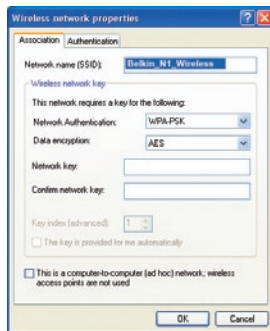 Wireless network properties
Association
Authentication
Network name (SSID):
Belkin_N1_Wireless
Wireless network key
This network requires a key for the following:
Network Authentication:
WPA-PSK
Data encryption:
AES
Network key:
Confirm network key:
Key index (advanced):
1
The key is provided for me automatically
This is a computer-to-computer (ad hoc) network; wireless
access points are not used
OK
Cancel